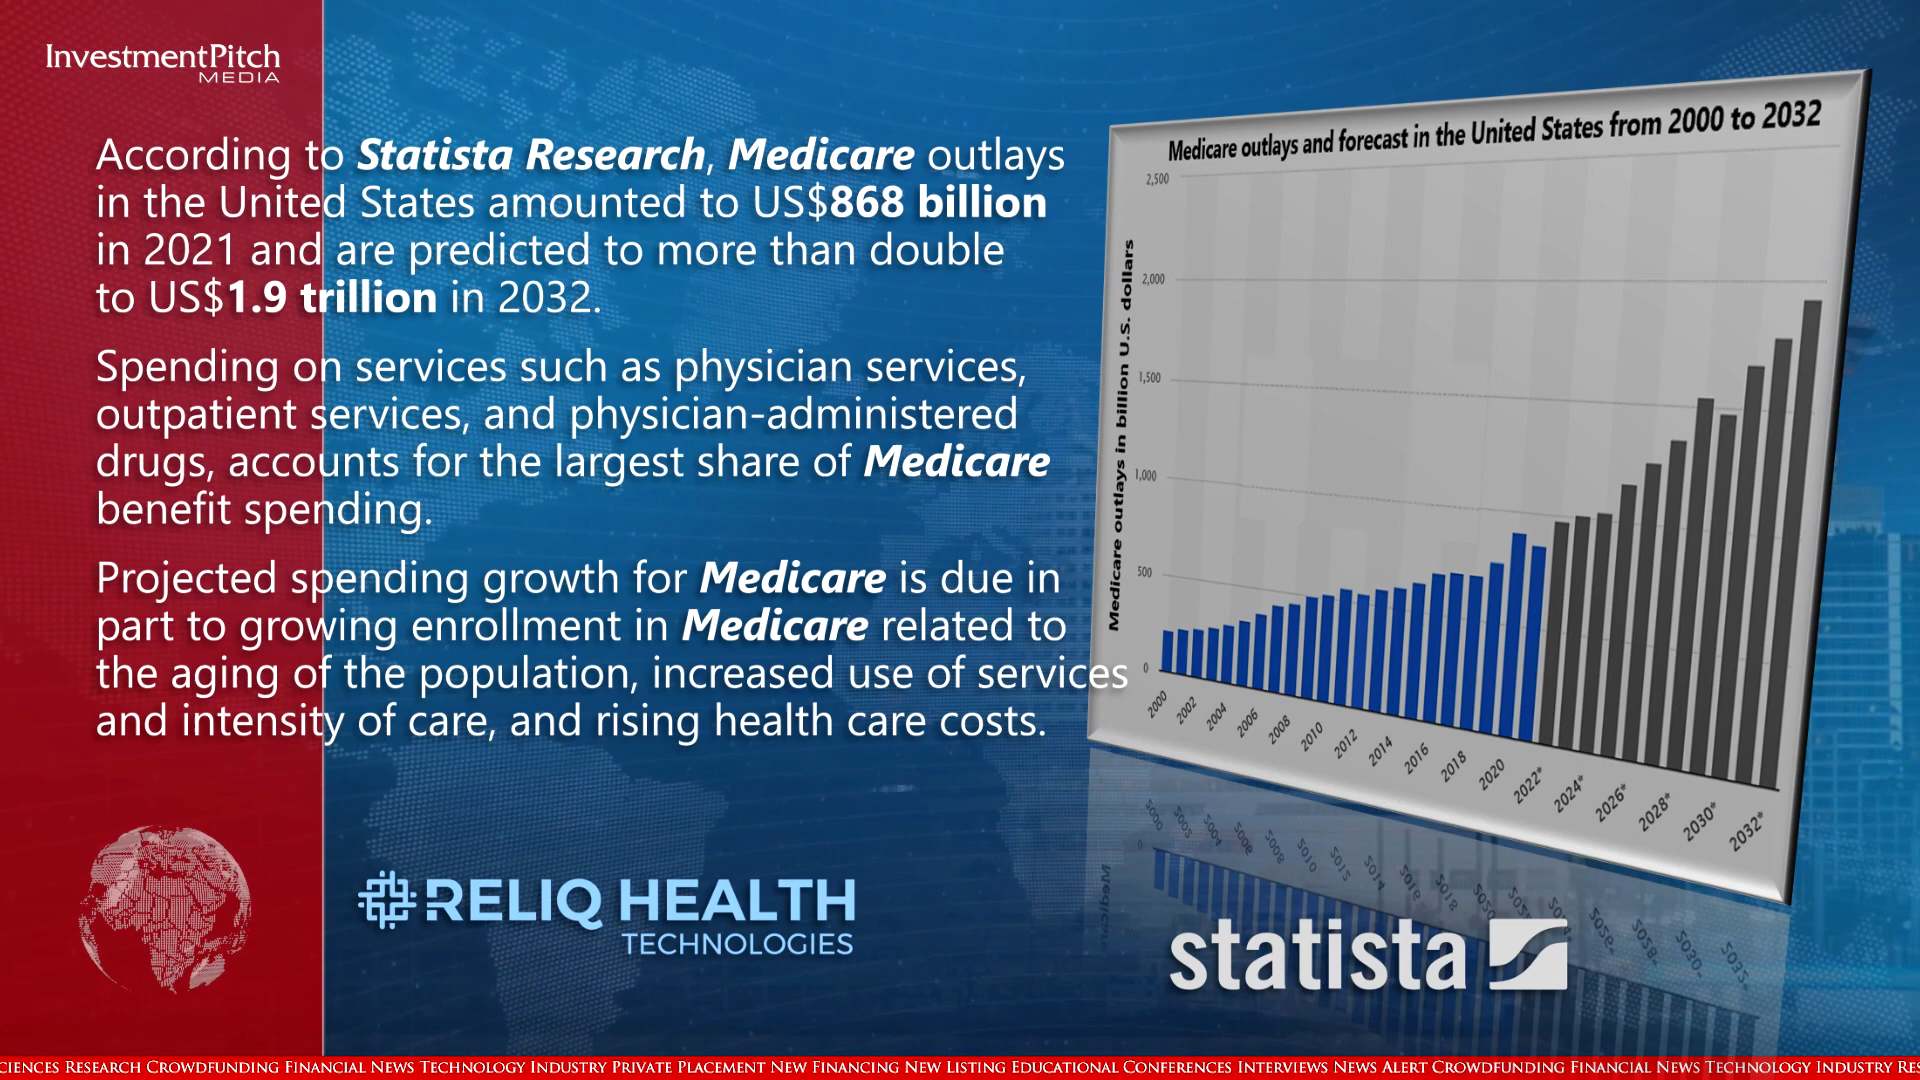 InvestmentPitch
MEDIA
According to Statista Research, Medicare outlays
in the United States amounted to US$868 billion
in 2021 and are predicted to more than double
to US$1.9 trillion in 2032.
Spending on services such as physician services,
outpatient services, and physician-administered
drugs, accounts for the largest share of Medicare
benefit spending.
Projected spending growth for Medicare is due in
part to growing enrollment in Medicare related to
the aging of the population, increased use of services
and intensity of care, and rising health care costs.
Medicare outlays and forecast in the United States from 2000 to 2032
Medicare outlays in billion U.S. dollars
2,500
2,000
1,500
1,000
500
0
2000 2002 2004 2006 2008 2010 2012 2014 2016 2018 2020 2022* 2024* 2026* 2028* 2030* 2032*
RELIQ HEALTH
TECHNOLOGIES
statista
CIENCES RESEARCH CROWDFUNDING FINANCIAL NEWS TECHNOLOGY INDUSTRY PRIVATE PLACEMENT NEW FINANCING NEW LISTING EDUCATIONAL CONFERENCES INTERVIEWS NEWS ALERT CROWDFUNDING FINANCIAL NEWS TECHNOLOGY INDUSTRY RES